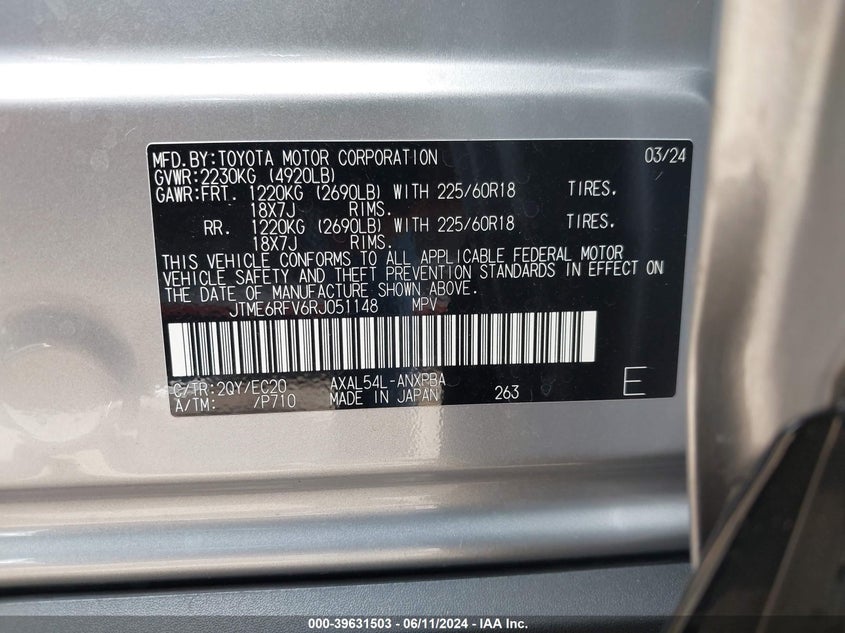 MFD.BY:TOYOTA MOTOR CORPORATION 03/24
GVWR:2230KG (4920LB)
GAWR:FRT. 1220KG (2690LB) WITH 225/60R18 TIRES.
18X7J RIMS.
RR. 1220KG (2690LB) WITH 225/60R18 TIRES.
18X7J RIMS.
THIS VEHICLE CONFORMS TO ALL APPLICABLE FEDERAL MOTOR
VEHICLE SAFETY AND THEFT PREVENTION STANDARDS IN EFFECT ON
THE DATE OF MANUFACTURE SHOWN ABOVE.
JTME6RFV6RJ051148 MPV
C/TR:2QY/EC20 AXAL54L-ANXPBA
A/TM: /P710 MADE IN JAPAN 263 E
000-39631503 - 06/11/2024 - IAA Inc.